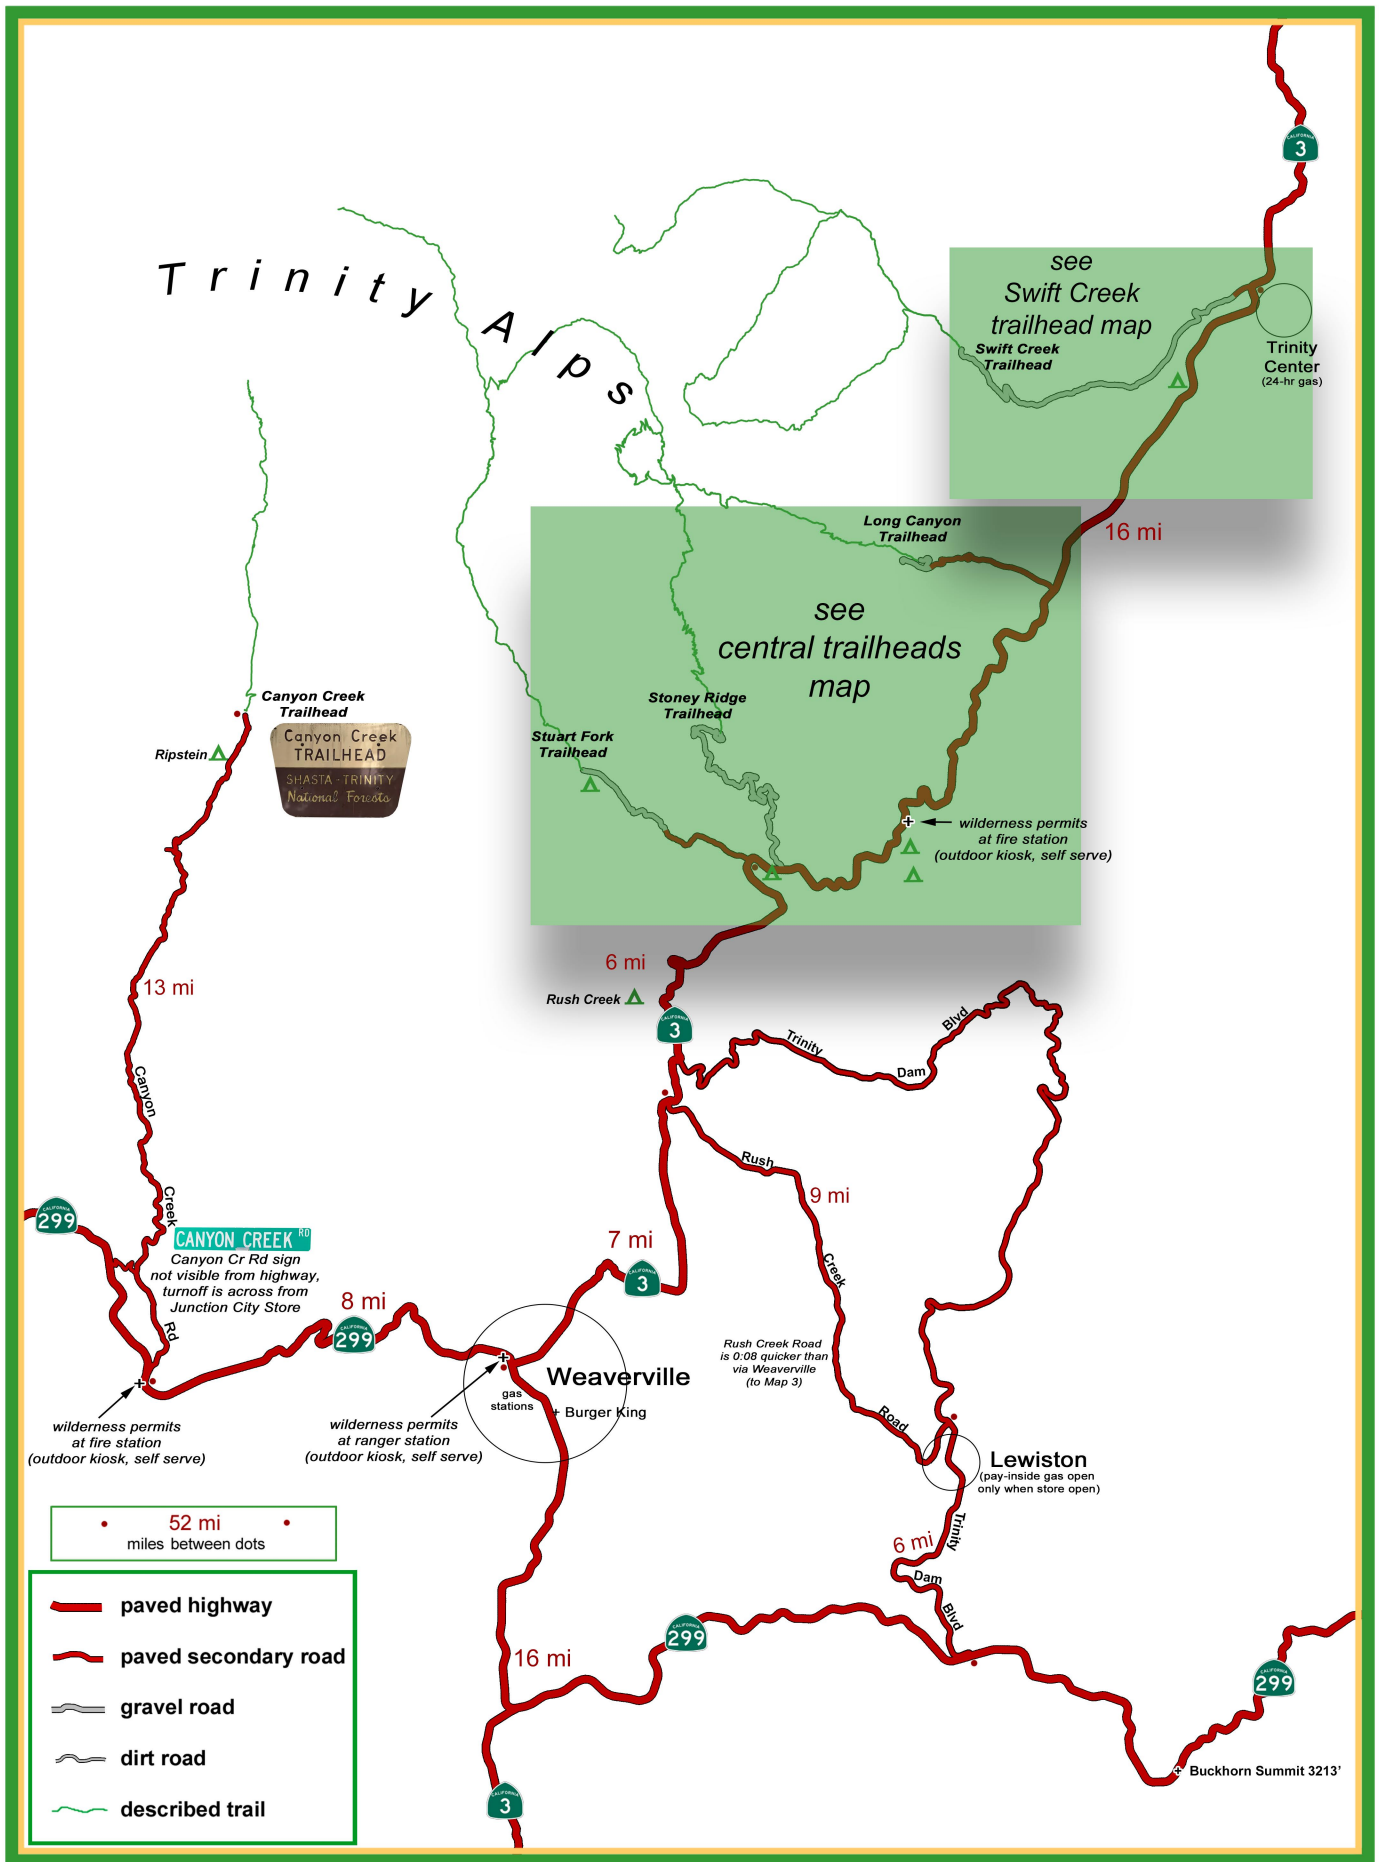 CALIFORNIA
3
Trinity Alps
see
Swift Creek
trailhead map
Swift Creek
Trailhead
Trinity
Center
(24-hr gas)
16 mi
Long Canyon
Trailhead
see
central trailheads
map
Stoney Ridge
Trailhead
Stuart Fork
Trailhead
Canyon Creek
Trailhead
Ripstein
Canyon Creek
TRAILHEAD
SHASTA - TRINITY
National Forests
wilderness permits
at fire station
(outdoor kiosk, self serve)
6 mi
Rush Creek
CALIFORNIA
3
13 mi
Trinity
Dam
Blvd
Canyon
Creek
Rd
Rush
Creek
Road
9 mi
CALIFORNIA
299
CANYON CREEK RD
Canyon Cr Rd sign
not visible from highway,
turnoff is across from
Junction City Store
7 mi
CALIFORNIA
3
8 mi
CALIFORNIA
299
Rush Creek Road
is 0:08 quicker than
via Weaverville
(to Map 3)
Weaverville
gas
stations
+ Burger King
wilderness permits
at fire station
(outdoor kiosk, self serve)
wilderness permits
at ranger station
(outdoor kiosk, self serve)
Lewiston
(pay-inside gas open
only when store open)
Trinity
Dam
Blvd
6 mi
52 mi
miles between dots
paved highway
paved secondary road
gravel road
dirt road
described trail
16 mi
CALIFORNIA
299
CALIFORNIA
299
Buckhorn Summit 3213'
CALIFORNIA
3